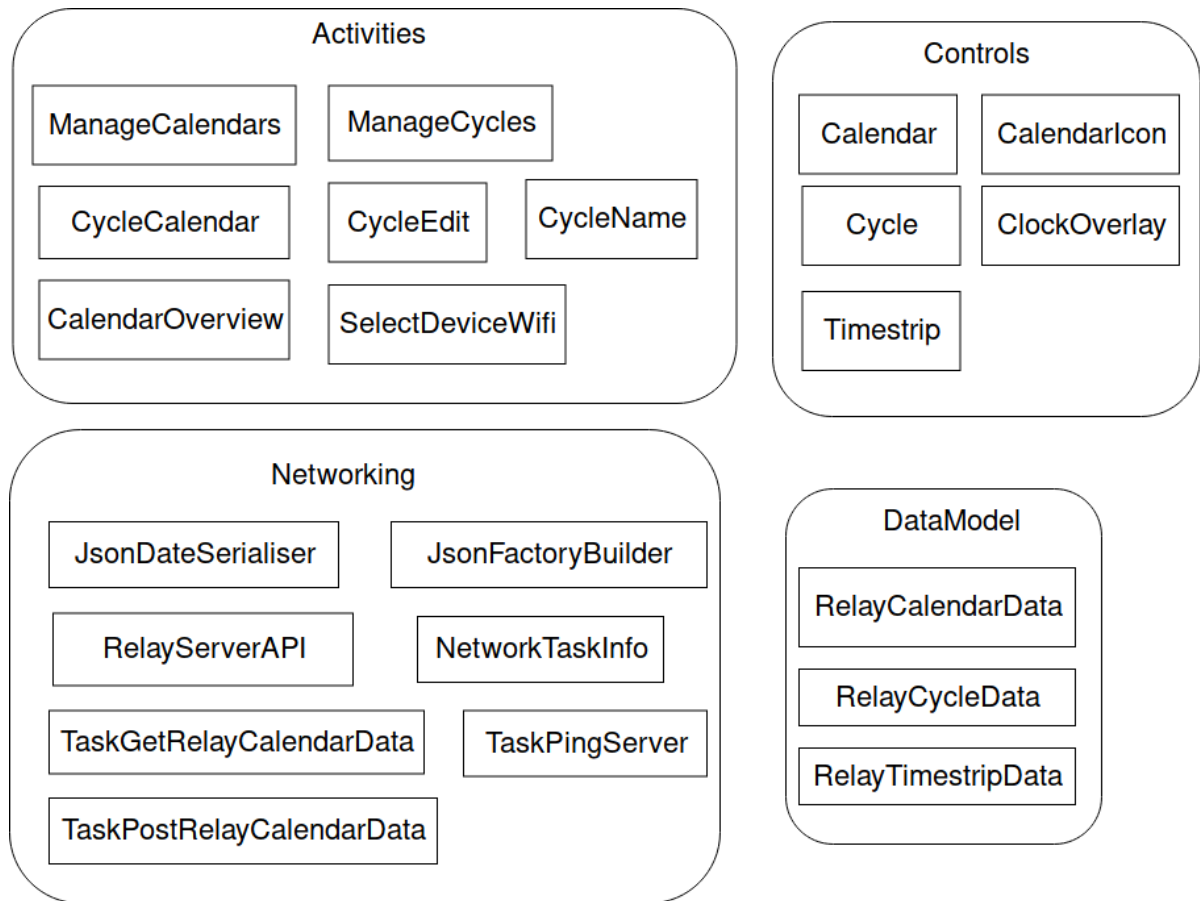 Activities
ManageCalendars
ManageCycles
CycleCalendar
CycleEdit
CycleName
CalendarOverview
SelectDeviceWifi
Controls
Calendar
CalendarIcon
Cycle
ClockOverlay
Timestrip
Networking
JsonDateSerialiser
JsonFactoryBuilder
RelayServerAPI
NetworkTaskInfo
TaskGetRelayCalendarData
TaskPingServer
TaskPostRelayCalendarData
DataModel
RelayCalendarData
RelayCycleData
RelayTimestripData